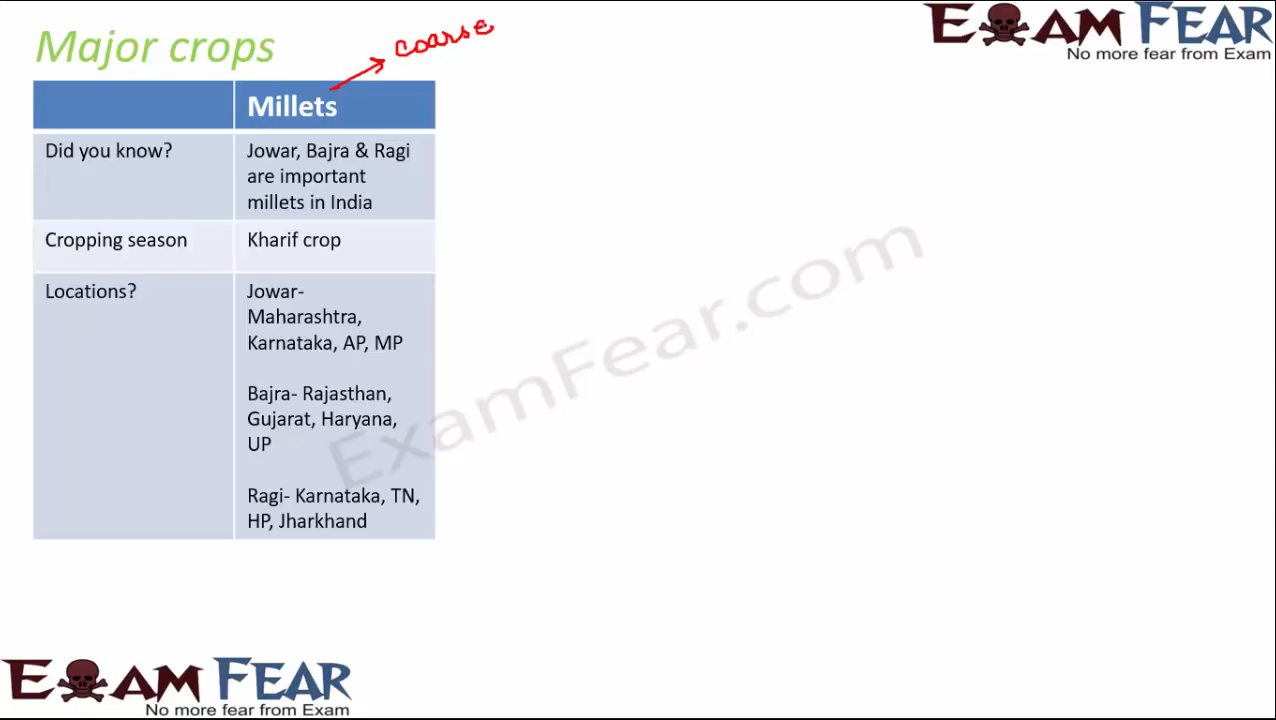 Major crops
coarse
EXAM FEAR
No more fear from Exam
Millets
Did you know?
Jowar, Bajra & Ragi
are important
millets in India
Cropping season
Kharif crop
Locations?
Jowar-
Maharashtra,
Karnataka, AP, MP
Bajra- Rajasthan,
Gujarat, Haryana,
UP
Ragi- Karnataka, TN,
HP, Jharkhand
ExamFear.com
EXAM FEAR
No more fear from Exam